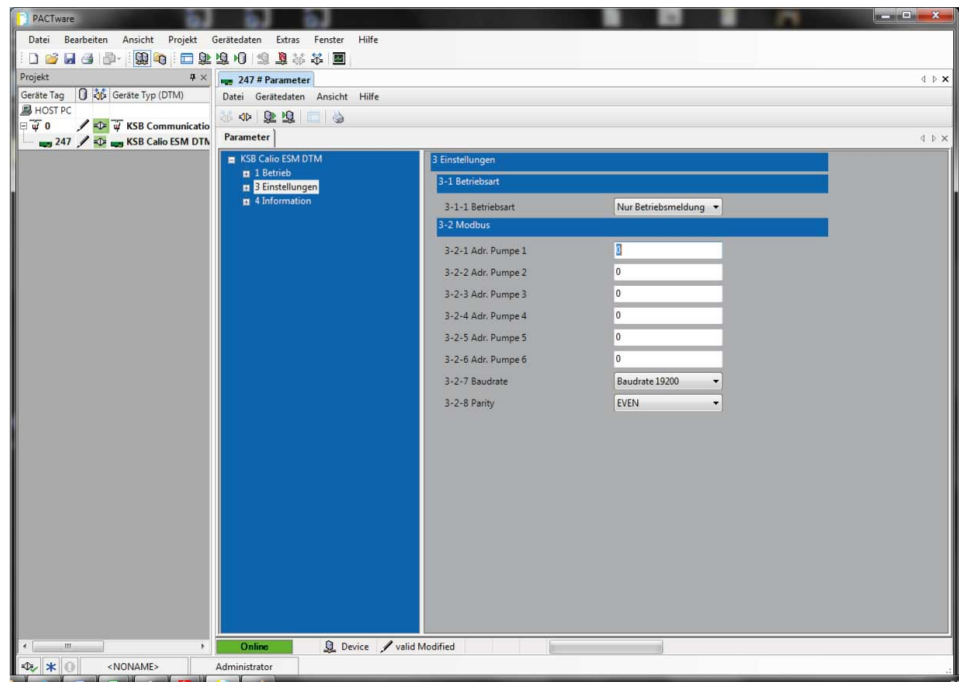 PACTware
Datei Bearbeiten Ansicht Projekt Gerätedaten Extras Fenster Hilfe
Projekt
Geräte Tag Geräte Typ (DTM)
HOST PC
0 KSB Communicatio
247 KSB Calio ESM DTM
247 # Parameter
Datei Gerätedaten Ansicht Hilfe
Parameter
KSB Calio ESM DTM
1 Betrieb
3 Einstellungen
4 Information
3 Einstellungen
3-1 Betriebsart
3-1-1 Betriebsart Nur Betriebsmeldung
3-2 Modbus
3-2-1 Adr. Pumpe 1 0
3-2-2 Adr. Pumpe 2 0
3-2-3 Adr. Pumpe 3 0
3-2-4 Adr. Pumpe 4 0
3-2-5 Adr. Pumpe 5 0
3-2-6 Adr. Pumpe 6 0
3-2-7 Baudrate Baudrate 19200
3-2-8 Parity EVEN
Online Device valid Modified
<NONAME> Administrator